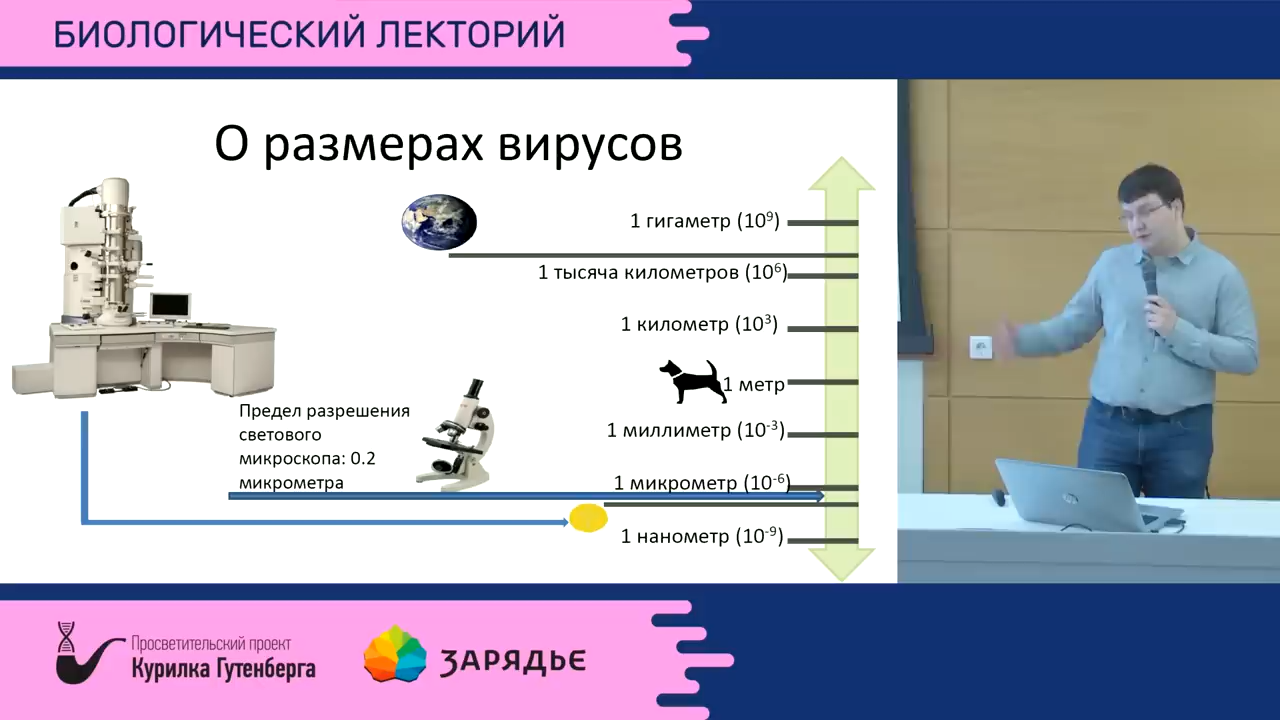 БИОЛОГИЧЕСКИЙ ЛЕКТОРИЙ
О размерах вирусов
1 гигаметр (10⁹)
1 тысяча километров (10⁶)
1 километр (10³)
1 метр
Предел разрешения
светового
микроскопа: 0.2
микрометра
1 миллиметр (10⁻³)
1 микрометр (10⁻⁶)
1 нанометр (10⁻⁹)
hp
Просветительский проект
Курилка Гутенберга
ЗАРЯДЬЕ